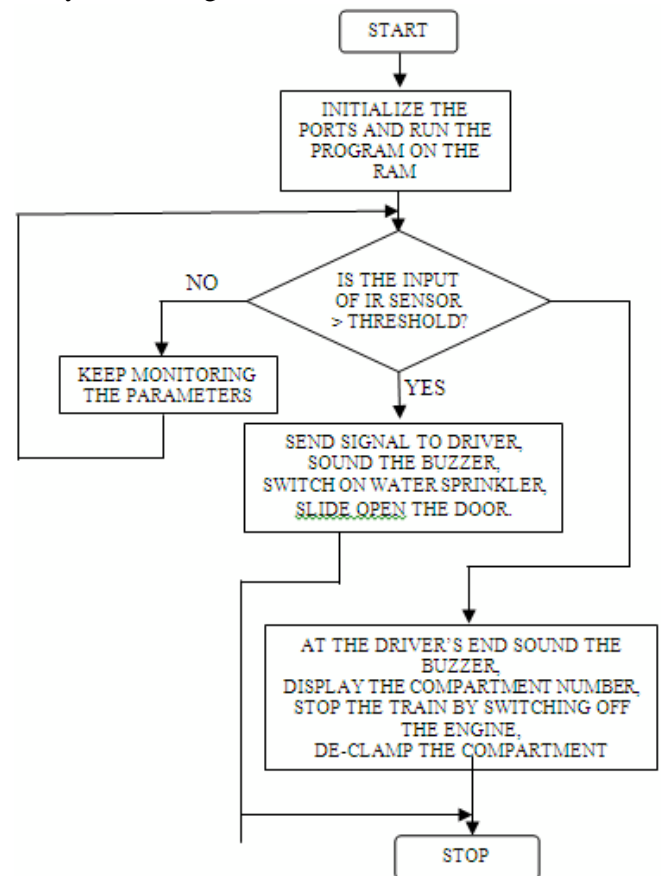 START
INITIALIZE THE
PORTS AND RUN THE
PROGRAM ON THE
RAM
IS THE INPUT
OF IR SENSOR
> THRESHOLD?
NO
KEEP MONITORING
THE PARAMETERS
YES
SEND SIGNAL TO DRIVER,
SOUND THE BUZZER,
SWITCH ON WATER SPRINKLER,
SLIDE OPEN THE DOOR.
AT THE DRIVER'S END SOUND THE
BUZZER,
DISPLAY THE COMPARTMENT NUMBER,
STOP THE TRAIN BY SWITCHING OFF
THE ENGINE,
DE-CLAMP THE COMPARTMENT
STOP